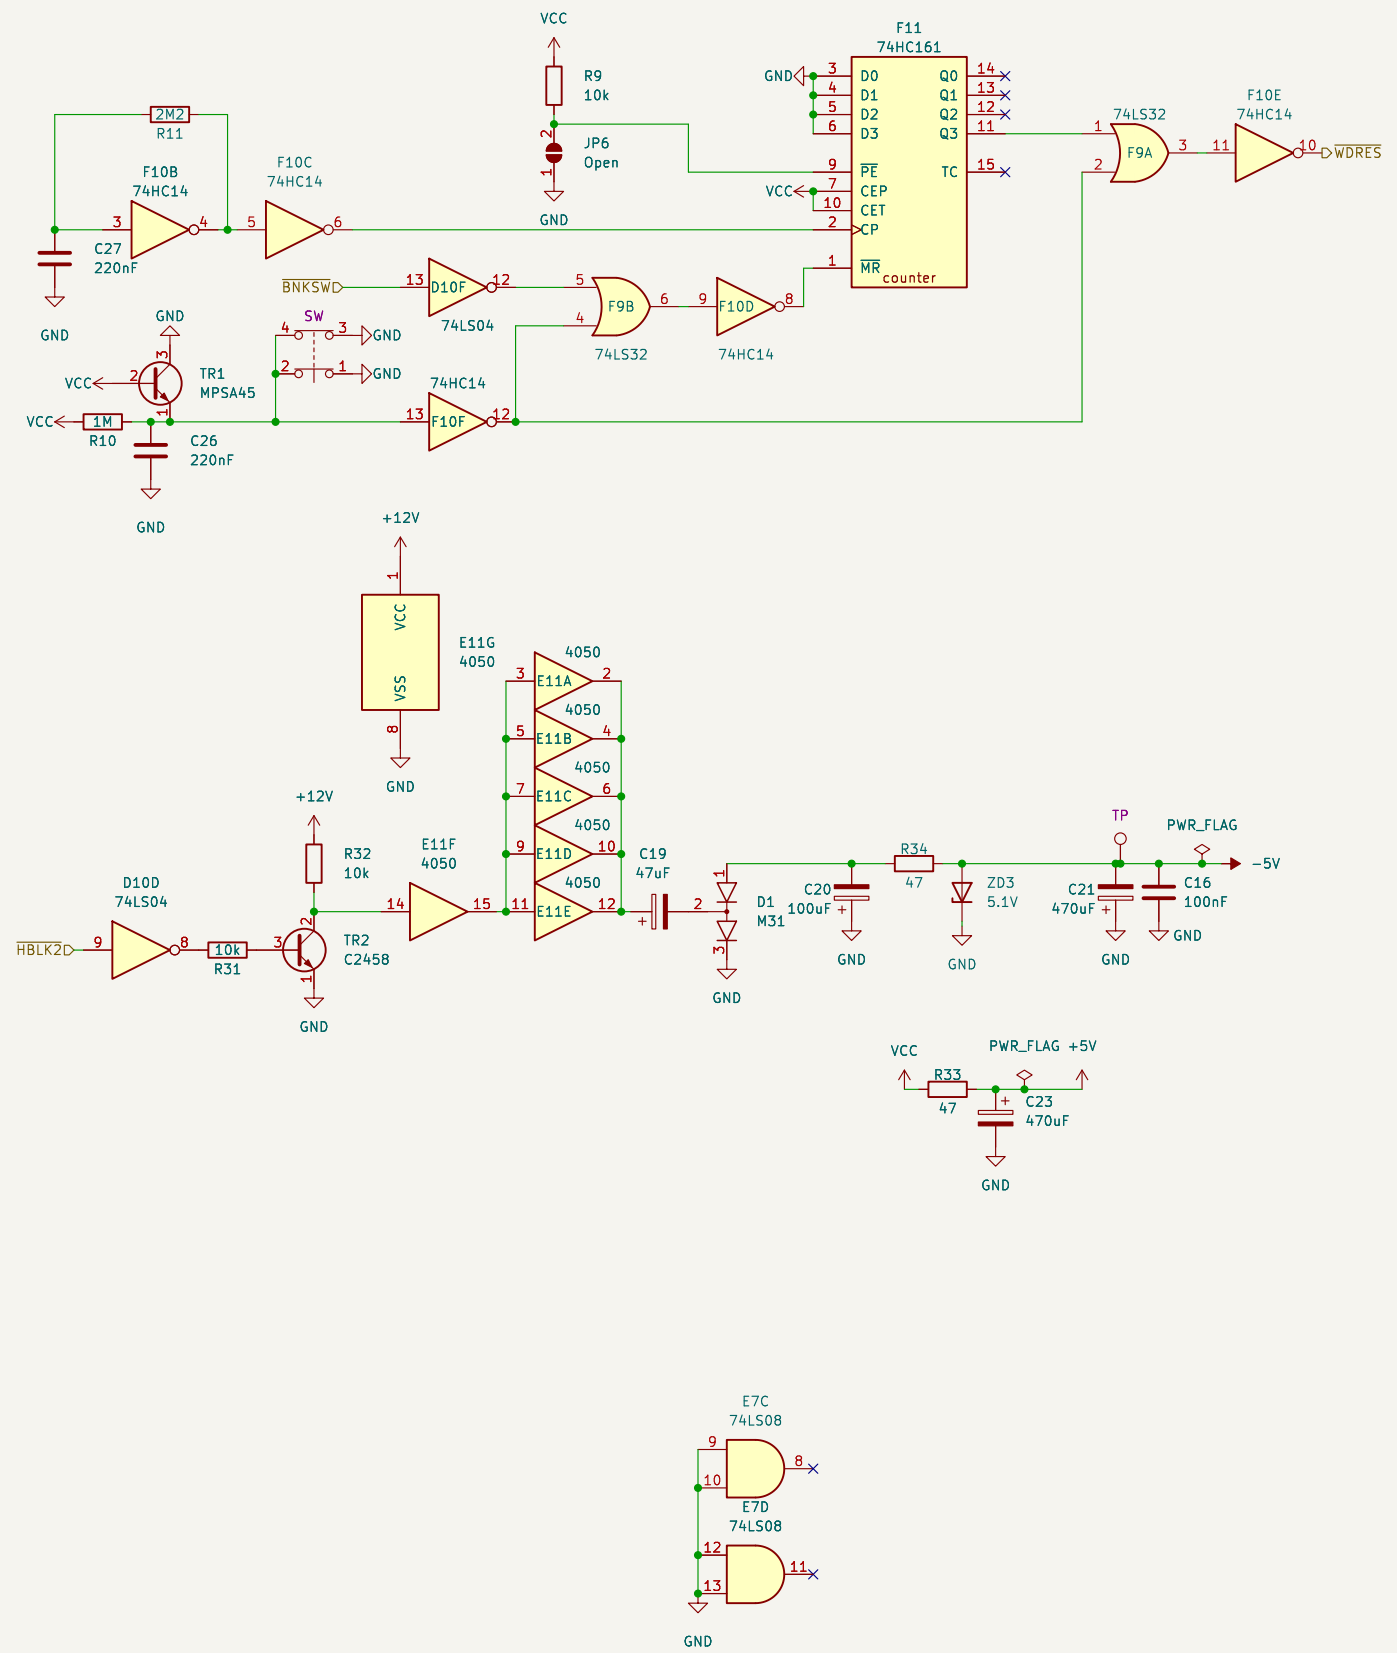 VCC
R9
10k
2
JP6
Open
1
GND
F11
74HC161
GND
3 D0 Q0 14
4 D1 Q1 13
5 D2 Q2 12
6 D3 Q3 11
9 PE TC 15
VCC
7 CEP
10 CET
2 CP
1 MR
counter
74LS32
1
2
F9A
3
F10E
74HC14
11
10
WDRES
2M2
R11
F10B
74HC14
3
4
F10C
74HC14
5
6
C27
220nF
GND
BNKSW
13
D10F
12
74LS04
5
4
F9B
6
74LS32
9
F10D
8
74HC14
SW
4
3
GND
2
1
GND
GND
3
VCC
2
TR1
MPSA45
1
VCC
1M
R10
C26
220nF
GND
74HC14
13
F10F
12
+12V
1
VCC
VSS
8
E11G
4050
GND
4050
3
E11A
2
4050
5
E11B
4
4050
7
E11C
6
4050
9
E11D
10
4050
11
E11E
12
+12V
R32
10k
E11F
4050
14
15
D10D
74LS04
HBLK2
9
8
10k
R31
3
2
TR2
C2458
1
GND
C19
47uF
+
2
1
D1
M31
3
GND
C20
100uF
+
GND
R34
47
ZD3
5.1V
GND
TP
C21
470uF
+
GND
PWR_FLAG
C16
100nF
GND
-5V
VCC
R33
47
PWR_FLAG
+5V
+
C23
470uF
GND
E7C
74LS08
9
10
8
E7D
74LS08
12
13
11
GND